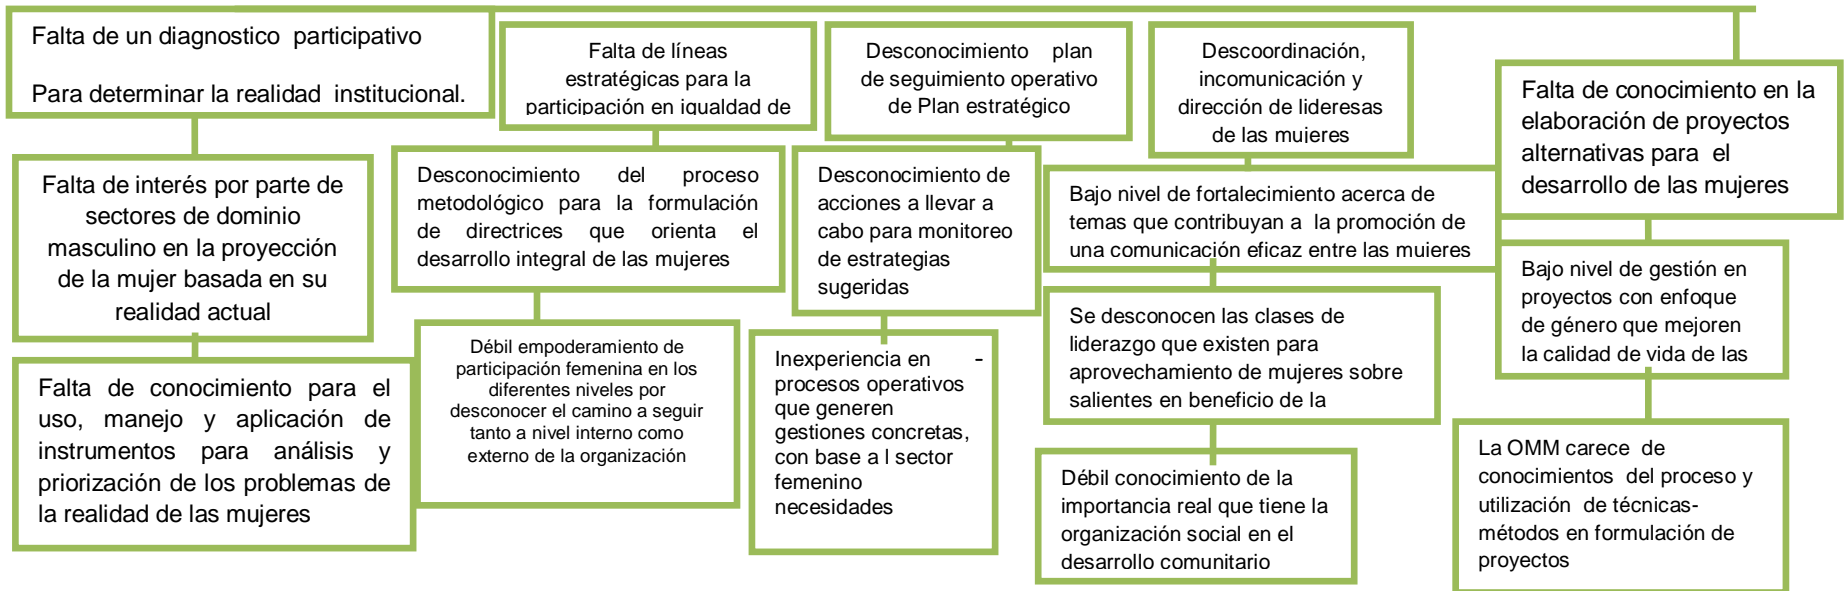 Falta de un diagnostico participativo
Para determinar la realidad institucional.
Falta de interés por parte de
sectores de dominio
masculino en la proyección
de la mujer basada en su
realidad actual
Falta de conocimiento para el
uso, manejo y aplicación de
instrumentos para análisis y
priorización de los problemas de
la realidad de las mujeres
Falta de líneas
estratégicas para la
participación en igualdad de
Desconocimiento del proceso
metodológico para la formulación
de directrices que orienta el
desarrollo integral de las mujeres
Débil empoderamiento de
participación femenina en los
diferentes niveles por
desconocer el camino a seguir
tanto a nivel interno como
externo de la organización
Desconocimiento plan
de seguimiento operativo
de Plan estratégico
Desconocimiento de
acciones a llevar a
cabo para monitoreo
de estrategias
sugeridas
Inexperiencia en -
procesos operativos
que generen
gestiones concretas,
con base a l sector
femenino
necesidades
Descoordinación,
incomunicación y
dirección de lideresas
de las mujeres
Bajo nivel de fortalecimiento acerca de
temas que contribuyan a la promoción de
una comunicación eficaz entre las mujeres
Se desconocen las clases de
liderazgo que existen para
aprovechamiento de mujeres sobre
salientes en beneficio de la
Débil conocimiento de la
importancia real que tiene la
organización social en el
desarrollo comunitario
Falta de conocimiento en la
elaboración de proyectos
alternativas para el
desarrollo de las mujeres
Bajo nivel de gestión en
proyectos con enfoque
de género que mejoren
la calidad de vida de las
La OMM carece de
conocimientos del proceso y
utilización de técnicas-
métodos en formulación de
proyectos